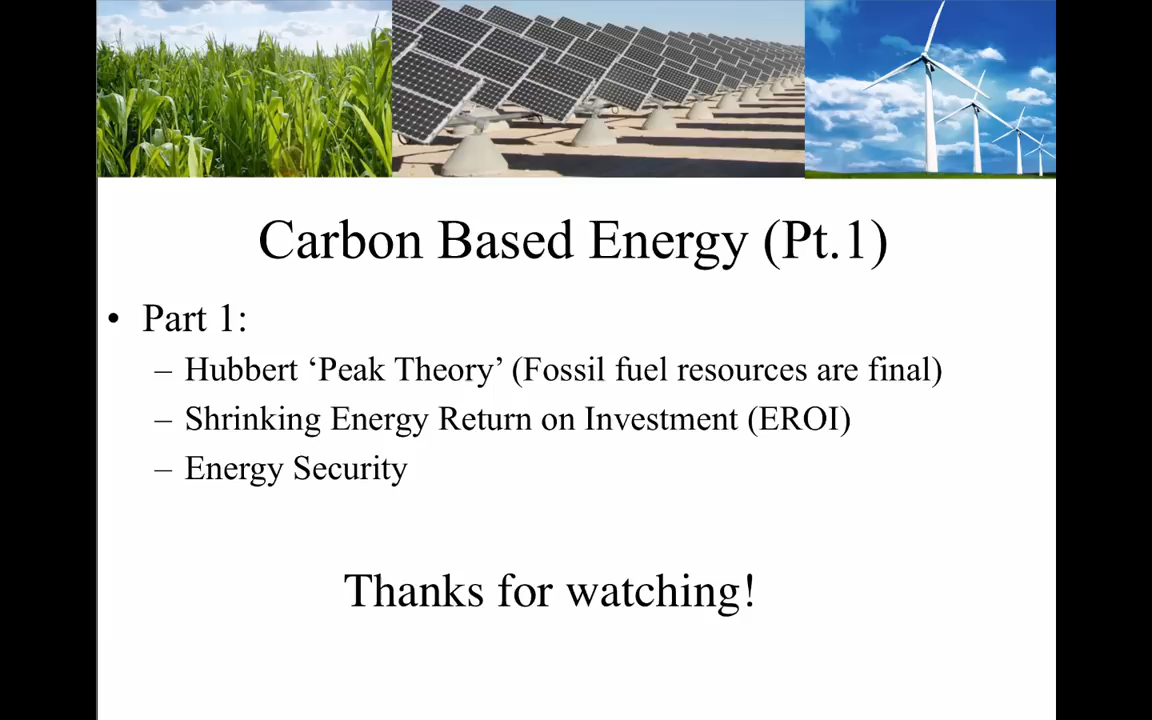 Carbon Based Energy (Pt.1)
• Part 1:
– Hubbert ‘Peak Theory’ (Fossil fuel resources are final)
– Shrinking Energy Return on Investment (EROI)
– Energy Security
Thanks for watching!